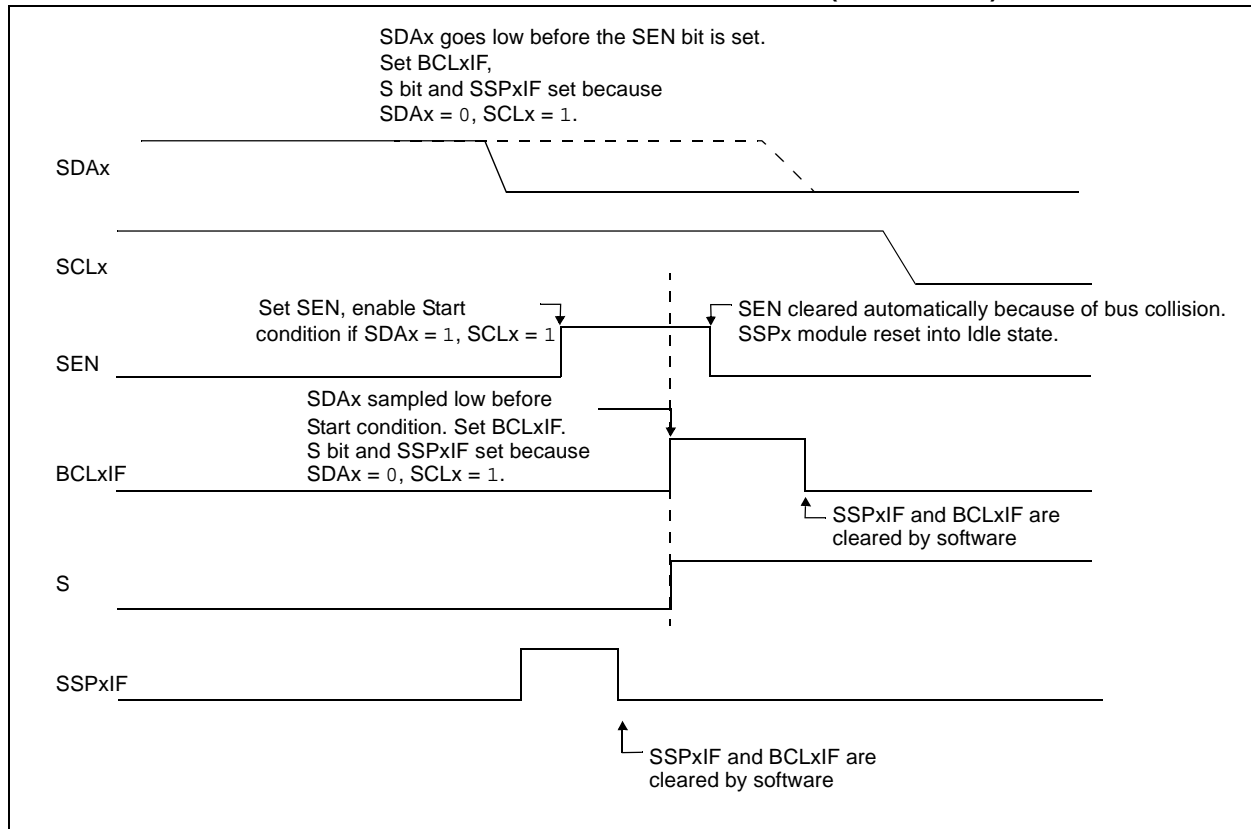 SDAx goes low before the SEN bit is set.
Set BCLxIF,
S bit and SSPxIF set because
SDAx = 0, SCLx = 1.
SDAx
SCLx
Set SEN, enable Start
condition if SDAx = 1, SCLx = 1
SEN cleared automatically because of bus collision.
SSPx module reset into Idle state.
SEN
SDAx sampled low before
Start condition. Set BCLxIF.
S bit and SSPxIF set because
SDAx = 0, SCLx = 1.
BCLxIF
SSPxIF and BCLxIF are
cleared by software
S
SSPxIF
SSPxIF and BCLxIF are
cleared by software